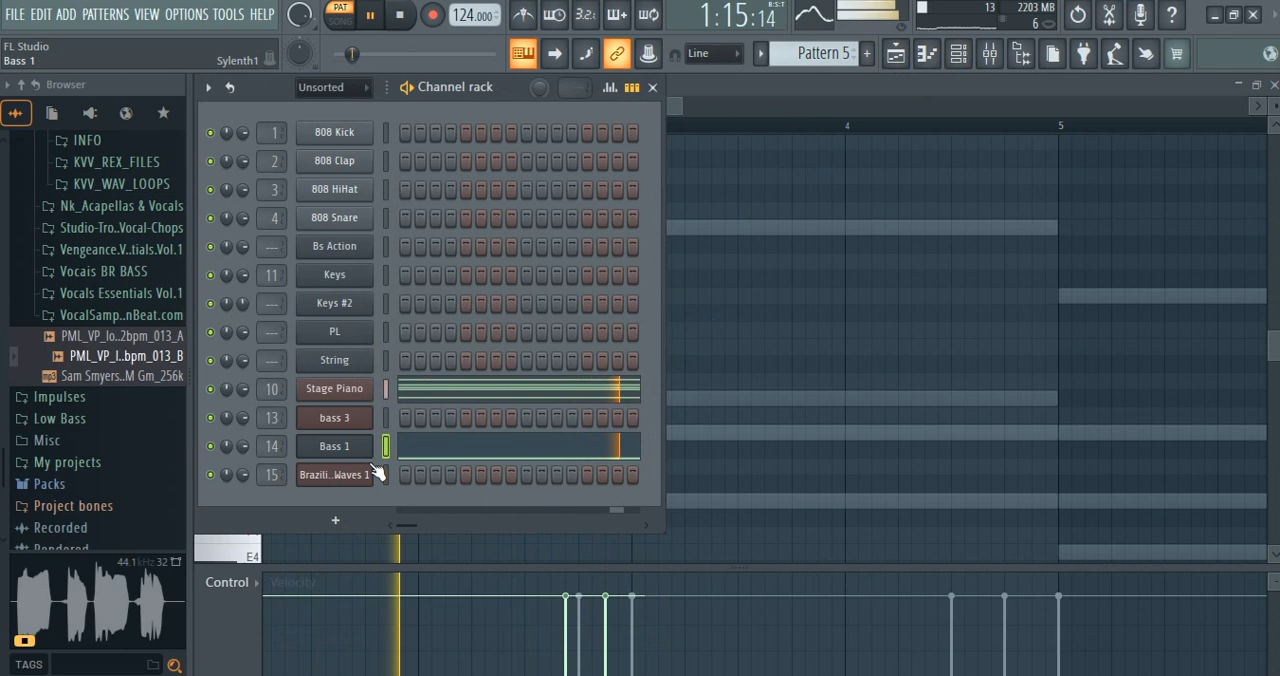 FILE EDIT ADD PATTERNS VIEW OPTIONS TOOLS HELP
PAT
SONG
124.000
3.2
1:15:14
B:S:T
13
2203 MB
6
FL Studio
Bass 1
Sylenth1
Line
Pattern 5
Browser
Unsorted
Channel rack
INFO
KVV_REX_FILES
KVV_WAV_LOOPS
Nk_Acapellas & Vocals
Studio-Tro..Vocal-Chops
Vengeance.V..tials.Vol.1
Vocais BR BASS
Vocals Essentials Vol.1
VocalSamp..nBeat.com
PML_VP_lo..2bpm_013_A
PML_VP_l..bpm_013_B
Sam Smyers..M Gm_256k
Impulses
Low Bass
Misc
My projects
Packs
Project bones
Recorded
Rendered
44.1kHz 32
TAGS
1 808 Kick
2 808 Clap
3 808 HiHat
4 808 Snare
--- Bs Action
11 Keys
--- Keys #2
--- PL
--- String
10 Stage Piano
13 bass 3
14 Bass 1
15 Brazili..Waves 1
+
4
5
E4
Control
Velocity